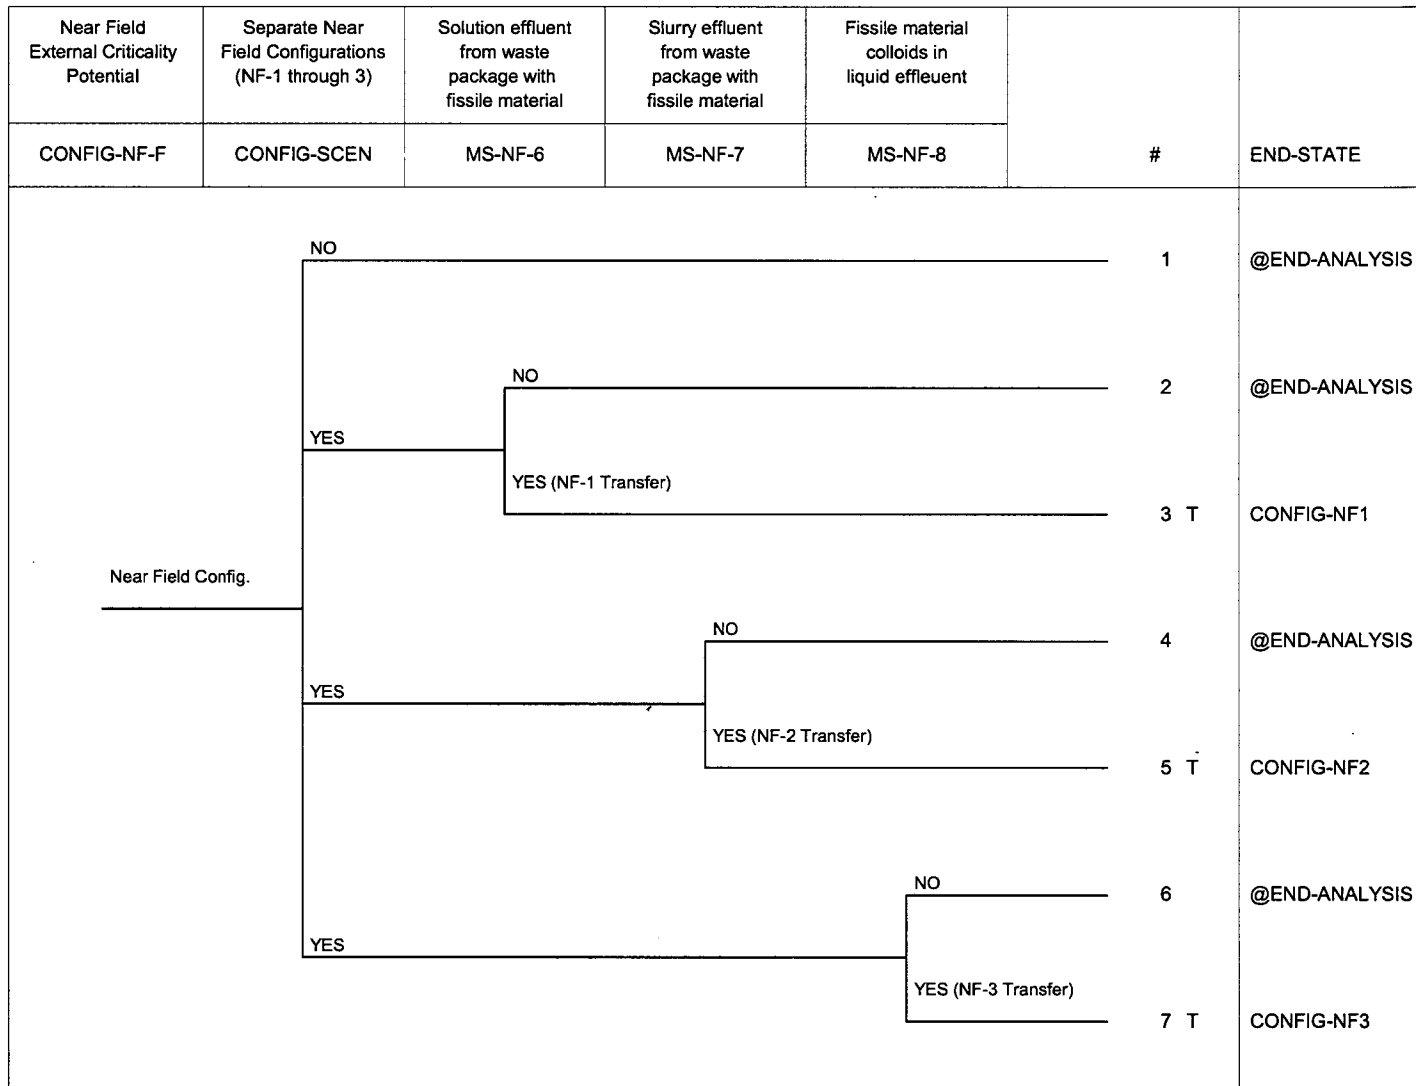 Near Field
External Criticality
Potential
Separate Near
Field Configurations
(NF-1 through 3)
Solution effluent
from waste
package with
fissile material
Slurry effluent
from waste
package with
fissile material
Fissile material
colloids in
liquid effleuent
CONFIG-NF-F
CONFIG-SCEN
MS-NF-6
MS-NF-7
MS-NF-8
#
END-STATE
NO
1
@END-ANALYSIS
NO
2
@END-ANALYSIS
YES
YES (NF-1 Transfer)
3 T
CONFIG-NF1
Near Field Config.
NO
4
@END-ANALYSIS
YES
YES (NF-2 Transfer)
5 T
CONFIG-NF2
NO
6
@END-ANALYSIS
YES
YES (NF-3 Transfer)
7 T
CONFIG-NF3